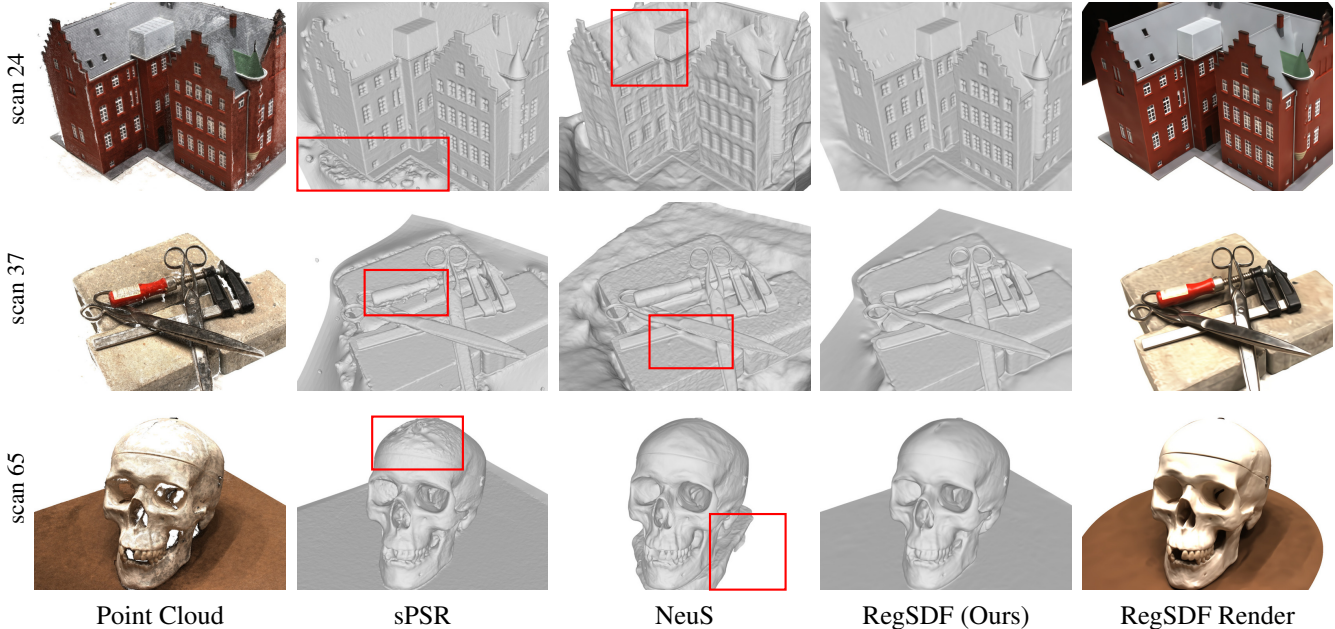 scan 24
scan 37
scan 65
Point Cloud
sPSR
NeuS
RegSDF (Ours)
RegSDF Render